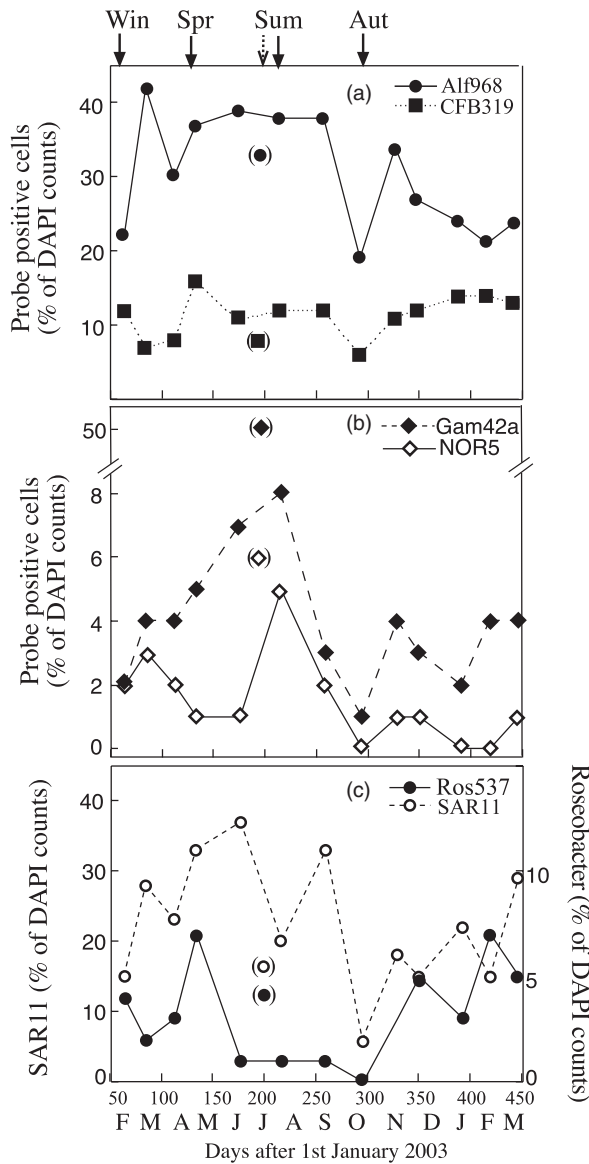 Win Spr Sum Aut
(a)
Alf968
CFB319
Probe positive cells
(% of DAPI counts)
40
30
20
10
(b)
Gam42a
NOR5
Probe positive cells
(% of DAPI counts)
50
8
6
4
2
0
(c)
Ros537
SAR11
SAR11 (% of DAPI counts)
40
30
20
10
0
10
5
0
Roseobacter (% of DAPI
counts)
50 100 150 200 250 300 350 400 450
F M A M J J A S O N D J F M
Days after 1st January 2003